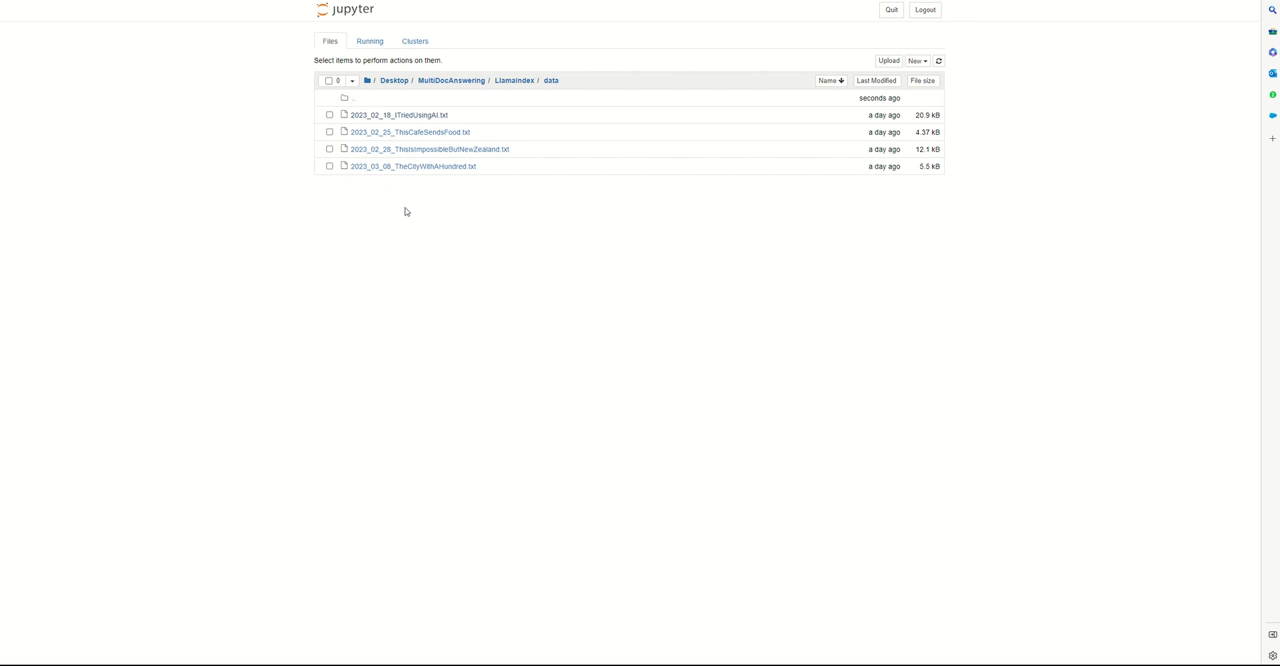 jupyter
Quit Logout
Files Running Clusters
Select items to perform actions on them.
Upload New
0 / Desktop / MultiDocAnswering / LlamaIndex / data Name Last Modified File size
.. seconds ago
2023_02_18_ITriedUsingAI.txt a day ago 20.9 kB
2023_02_25_ThisCafeSendsFood.txt a day ago 4.37 kB
2023_02_28_ThisIsImpossibleButNewZealand.txt a day ago 12.1 kB
2023_03_08_TheCityWithAHundred.txt a day ago 5.5 kB